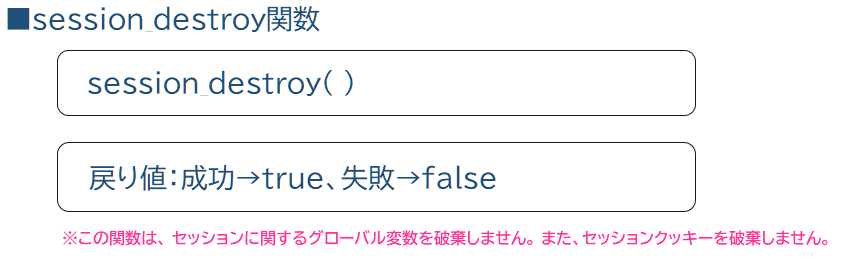 ■session_destroy関数
session_destroy( )
戻り値：成功→true、失敗→false
※この関数は、セッションに関するグローバル変数を破棄しません。また、セッションクッキーを破棄しません。